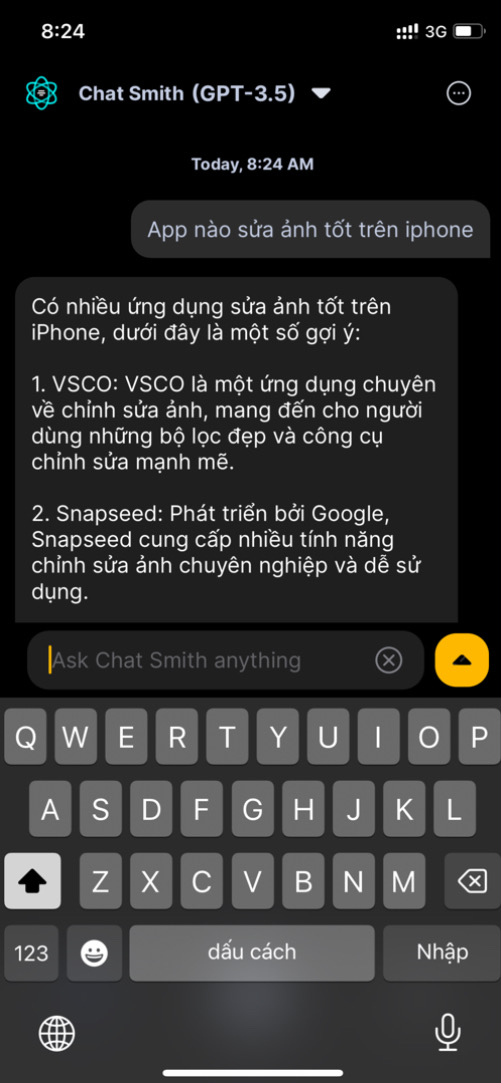 8:24
3G
Chat Smith (GPT-3.5)
Today, 8:24 AM
App nào sửa ảnh tốt trên iphone
Có nhiều ứng dụng sửa ảnh tốt trên
iPhone, dưới đây là một số gợi ý:
1. VSCO: VSCO là một ứng dụng chuyên
về chỉnh sửa ảnh, mang đến cho người
dùng những bộ lọc đẹp và công cụ
chỉnh sửa mạnh mẽ.
2. Snapseed: Phát triển bởi Google,
Snapseed cung cấp nhiều tính năng
chỉnh sửa ảnh chuyên nghiệp và dễ sử
dụng.
Ask Chat Smith anything
Q W E R T Y U I O P
A S D F G H J K L
Z X C V B N M
123 dấu cách Nhập